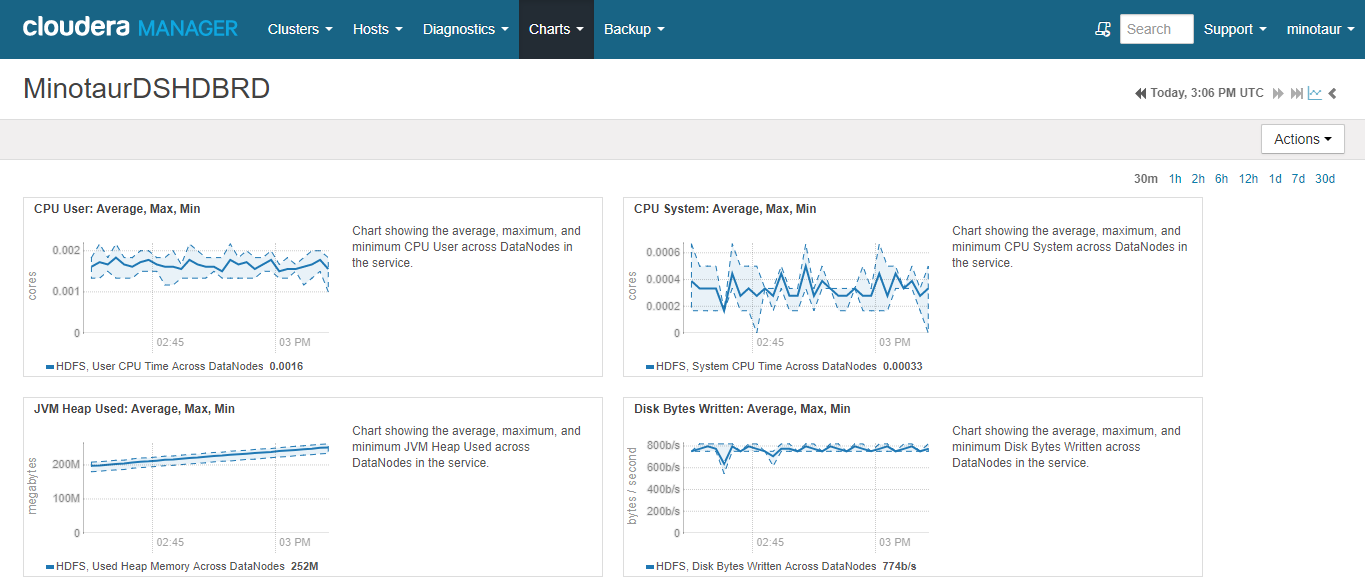 cloudera MANAGER Clusters Hosts Diagnostics Charts Backup Search Support minotaur
MinotaurDSHDBRD
Today, 3:06 PM UTC
Actions
30m 1h 2h 6h 12h 1d 7d 30d
CPU User: Average, Max, Min
Chart showing the average, maximum, and
minimum CPU User across DataNodes in
the service.
cores
0.002
0.001
0
02:45 03 PM
HDFS, User CPU Time Across DataNodes 0.0016
CPU System: Average, Max, Min
Chart showing the average, maximum, and
minimum CPU System across DataNodes in
the service.
cores
0.0006
0.0004
0.0002
0
02:45 03 PM
HDFS, System CPU Time Across DataNodes 0.00033
JVM Heap Used: Average, Max, Min
Chart showing the average, maximum, and
minimum JVM Heap Used across
DataNodes in the service.
megabytes
200M
100M
0
02:45 03 PM
HDFS, Used Heap Memory Across DataNodes 252M
Disk Bytes Written: Average, Max, Min
Chart showing the average, maximum, and
minimum Disk Bytes Written across
DataNodes in the service.
bytes / second
800b/s
600b/s
400b/s
200b/s
0
02:45 03 PM
HDFS, Disk Bytes Written Across DataNodes 774b/s